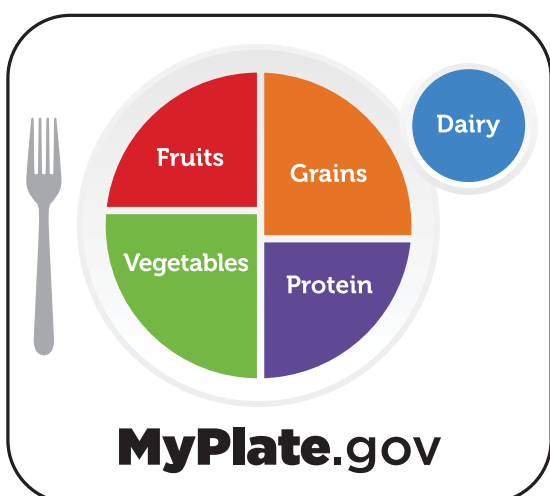 Fruits
Grains
Dairy
Vegetables
Protein
MyPlate.gov